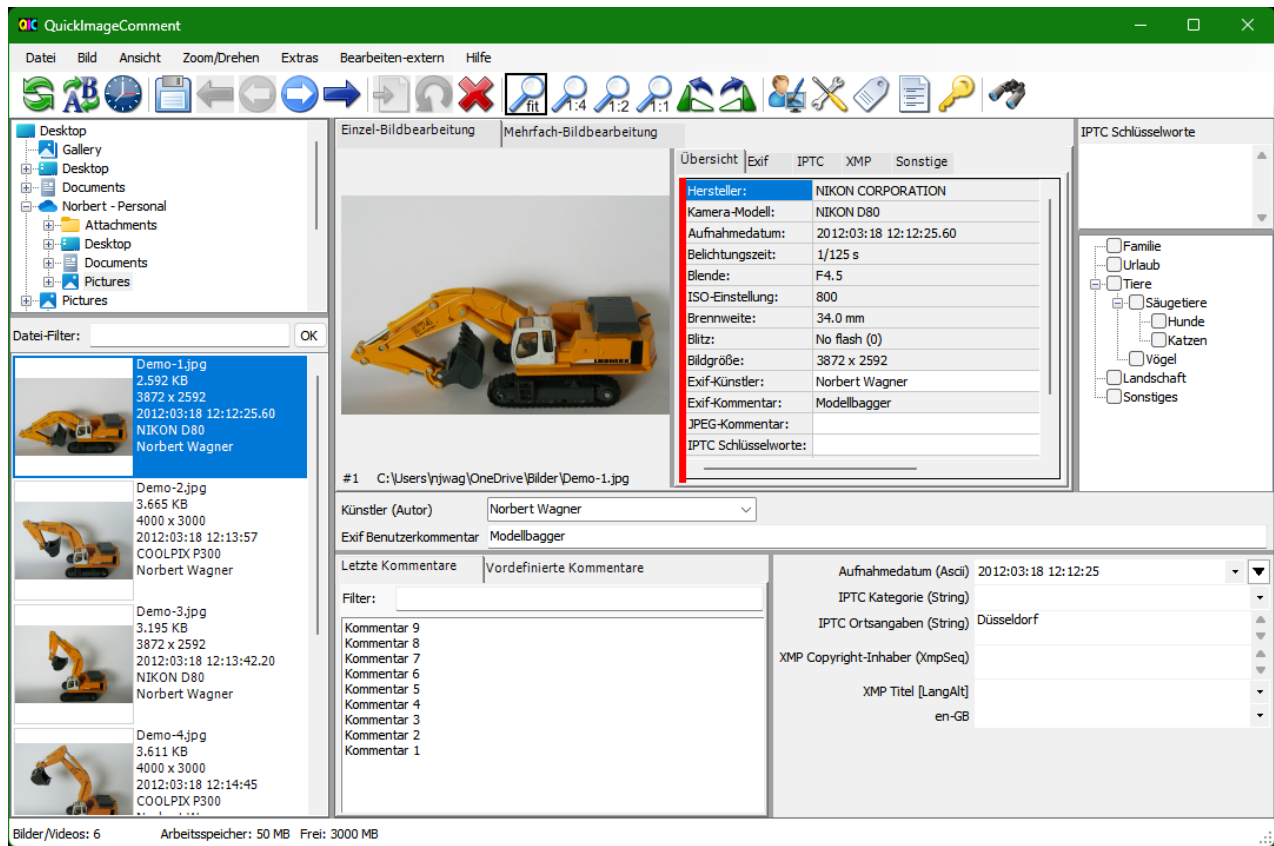 QIC QuickImageComment
Datei Bild Ansicht Zoom/Drehen Extras Bearbeiten-extern Hilfe
fit 1:4 1:2 1:1
Desktop
Gallery
Desktop
Documents
Norbert - Personal
Attachments
Desktop
Documents
Pictures
Pictures
Datei-Filter: OK
Demo-1.jpg
2.592 KB
3872 x 2592
2012:03:18 12:12:25.60
NIKON D80
Norbert Wagner
Demo-2.jpg
3.665 KB
4000 x 3000
2012:03:18 12:13:57
COOLPIX P300
Norbert Wagner
Demo-3.jpg
3.195 KB
3872 x 2592
2012:03:18 12:13:42.20
NIKON D80
Norbert Wagner
Demo-4.jpg
3.611 KB
4000 x 3000
2012:03:18 12:14:45
COOLPIX P300
Einzel-Bildbearbeitung Mehrfach-Bildbearbeitung
#1 C:\Users\njwag\OneDrive\Bilder\Demo-1.jpg
Übersicht Exif IPTC XMP Sonstige
Hersteller: NIKON CORPORATION
Kamera-Modell: NIKON D80
Aufnahmedatum: 2012:03:18 12:12:25.60
Belichtungszeit: 1/125 s
Blende: F4.5
ISO-Einstellung: 800
Brennweite: 34.0 mm
Blitz: No flash (0)
Bildgröße: 3872 x 2592
Exif-Künstler: Norbert Wagner
Exif-Kommentar: Modellbagger
JPEG-Kommentar:
IPTC Schlüsselworte:
IPTC Schlüsselworte
Familie
Urlaub
Tiere
Säugetiere
Hunde
Katzen
Vögel
Landschaft
Sonstiges
Künstler (Autor) Norbert Wagner
Exif Benutzerkommentar Modellbagger
Letzte Kommentare Vordefinierte Kommentare
Filter:
Kommentar 9
Kommentar 8
Kommentar 7
Kommentar 6
Kommentar 5
Kommentar 4
Kommentar 3
Kommentar 2
Kommentar 1
Aufnahmedatum (Ascii) 2012:03:18 12:12:25
IPTC Kategorie (String)
IPTC Ortsangaben (String) Düsseldorf
XMP Copyright-Inhaber (XmpSeq)
XMP Titel [LangAlt]
en-GB
Bilder/Videos: 6 Arbeitsspeicher: 50 MB Frei: 3000 MB